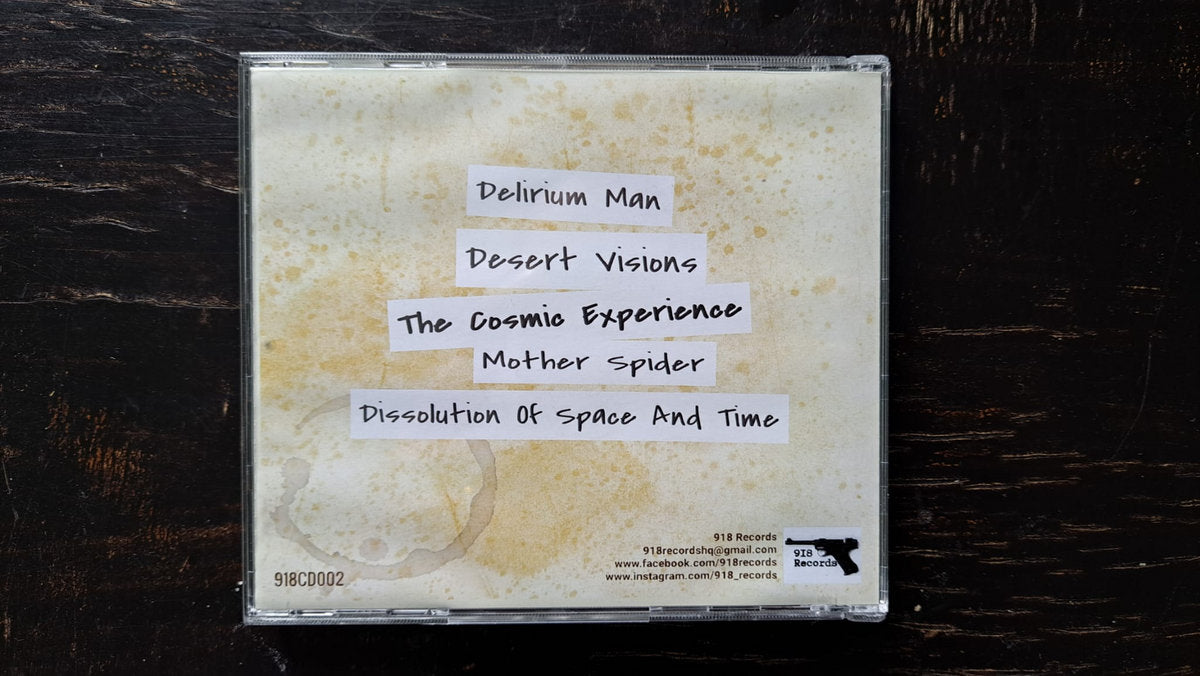 Delirium Man
Desert Visions
The Cosmic Experience
Mother Spider
Dissolution Of Space And Time
918 Records
918recordshq@gmail.com
www.facebook.com/918records
www.instagram.com/918_records
918
Records
918CD002